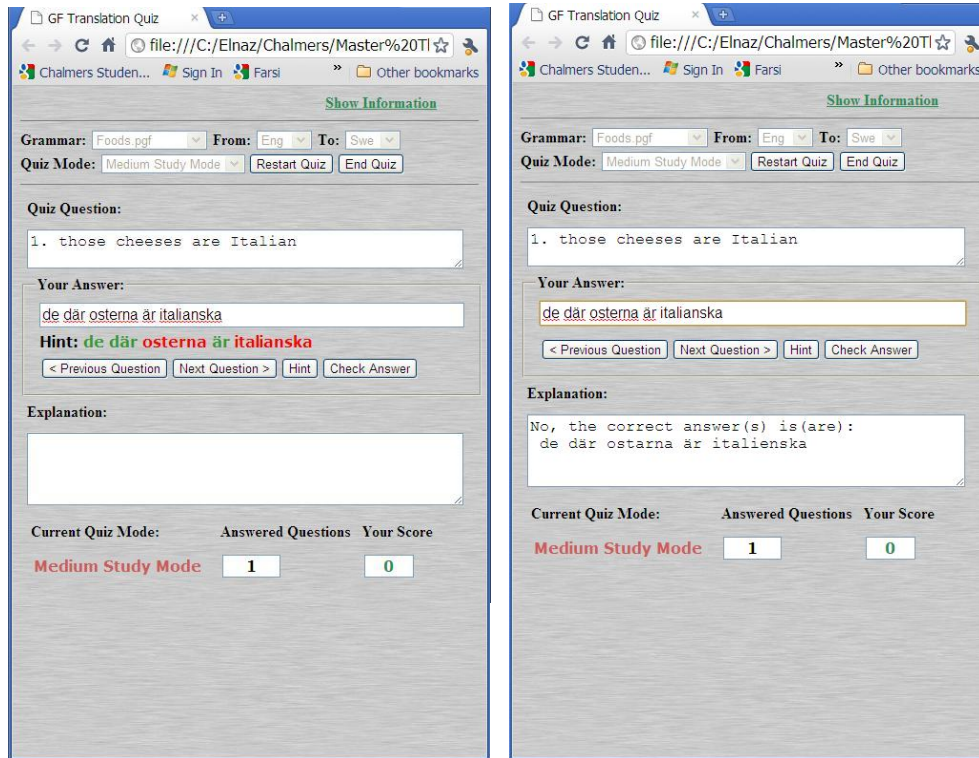 GF Translation Quiz
file:///C:/Elnaz/Chalmers/Master%20Tl
Chalmers Studen... Sign In Farsi » Other bookmarks
Show Information
Grammar: Foods.pgf From: Eng To: Swe
Quiz Mode: Medium Study Mode Restart Quiz End Quiz
Quiz Question:
1. those cheeses are Italian
Your Answer:
de där osterna är italianska
Hint: de där osterna är italianska
< Previous Question Next Question > Hint Check Answer
Explanation:
Current Quiz Mode: Answered Questions Your Score
Medium Study Mode 1 0
GF Translation Quiz
file:///C:/Elnaz/Chalmers/Master%20Tl
Chalmers Studen... Sign In Farsi » Other bookmarks
Show Information
Grammar: Foods.pgf From: Eng To: Swe
Quiz Mode: Medium Study Mode Restart Quiz End Quiz
Quiz Question:
1. those cheeses are Italian
Your Answer:
de där osterna är italianska
< Previous Question Next Question > Hint Check Answer
Explanation:
No, the correct answer(s) is(are):
de där ostarna är italienska
Current Quiz Mode: Answered Questions Your Score
Medium Study Mode 1 0